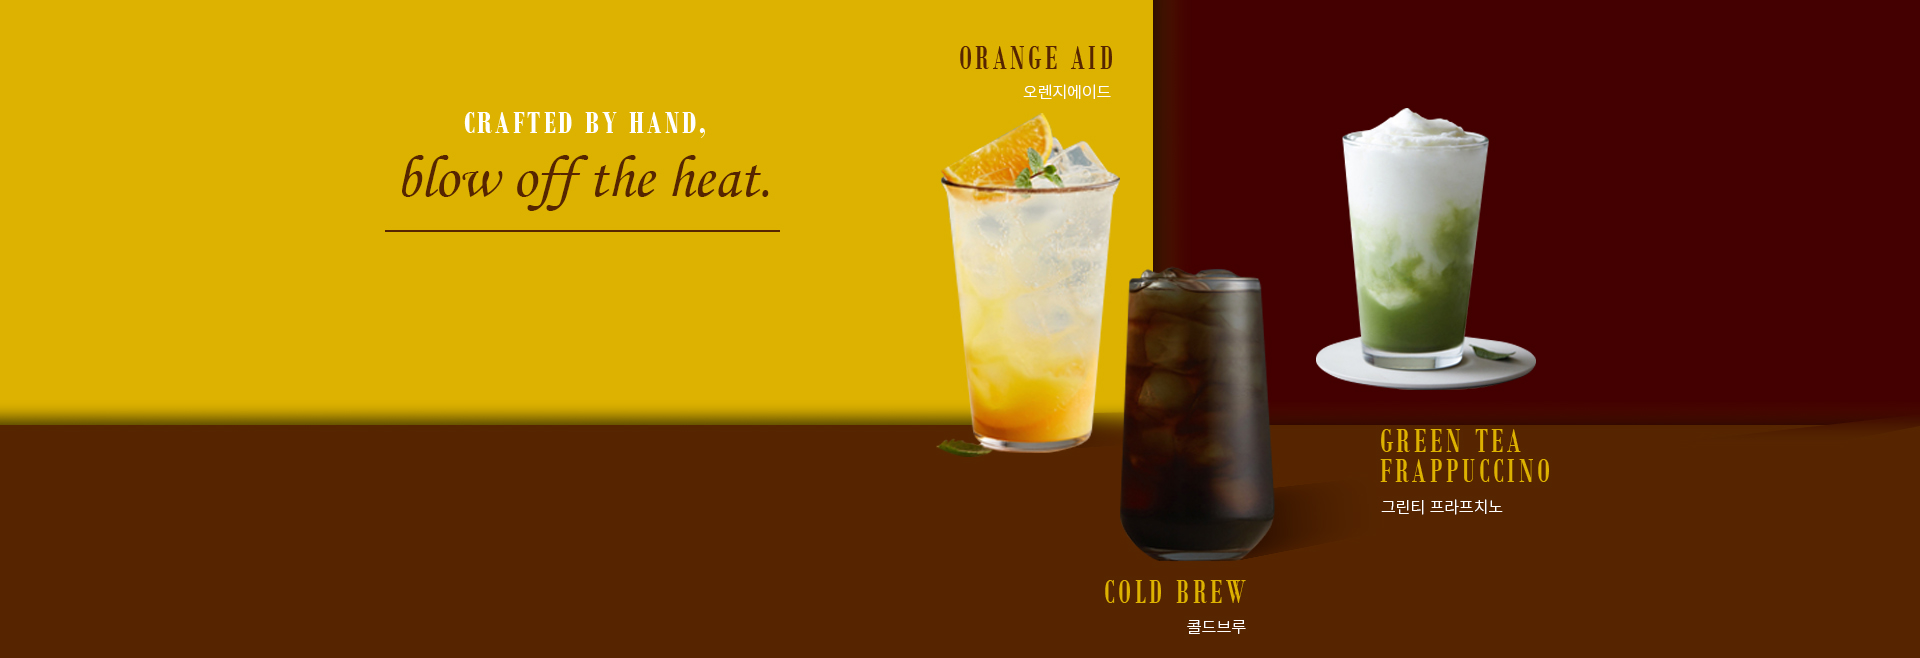 CRAFTED BY HAND,
blow off the heat.
ORANGE AID
오렌지에이드
GREEN TEA
FRAPPUCCINO
그린티 프라프치노
COLD BREW
콜드브루